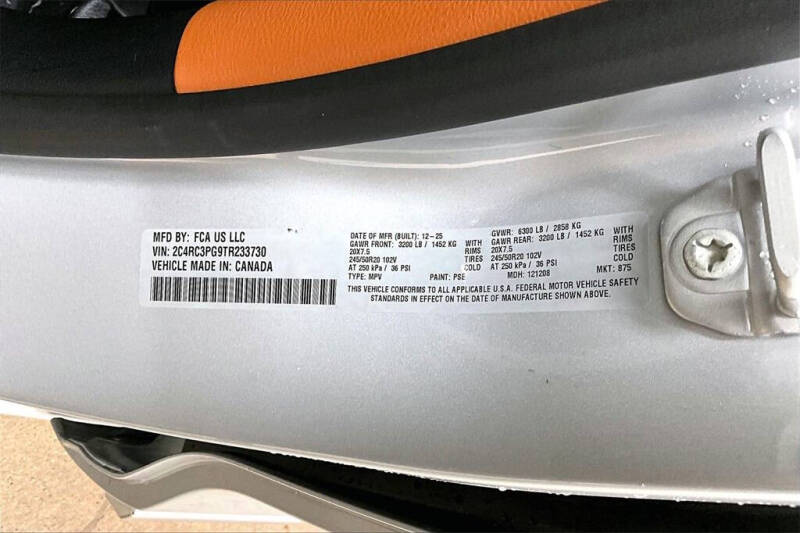 MFD BY: FCA US LLC
VIN: 2C4RC3PG9TR233730
VEHICLE MADE IN: CANADA
DATE OF MFR (BUILT): 12-25 GVWR: 6300 LB / 2858 KG
GAWR FRONT: 3200 LB / 1452 KG WITH GAWR REAR: 3200 LB / 1452 KG WITH
20X7.5 RIMS 20X7.5 RIMS
245/50R20 102V TIRES 245/50R20 102V TIRES
AT 250 kPa / 36 PSI COLD AT 250 kPa / 36 PSI COLD
TYPE: MPV PAINT: PSE MDH: 121208 MKT: 875
THIS VEHICLE CONFORMS TO ALL APPLICABLE U.S.A. FEDERAL MOTOR VEHICLE SAFETY
STANDARDS IN EFFECT ON THE DATE OF MANUFACTURE SHOWN ABOVE.